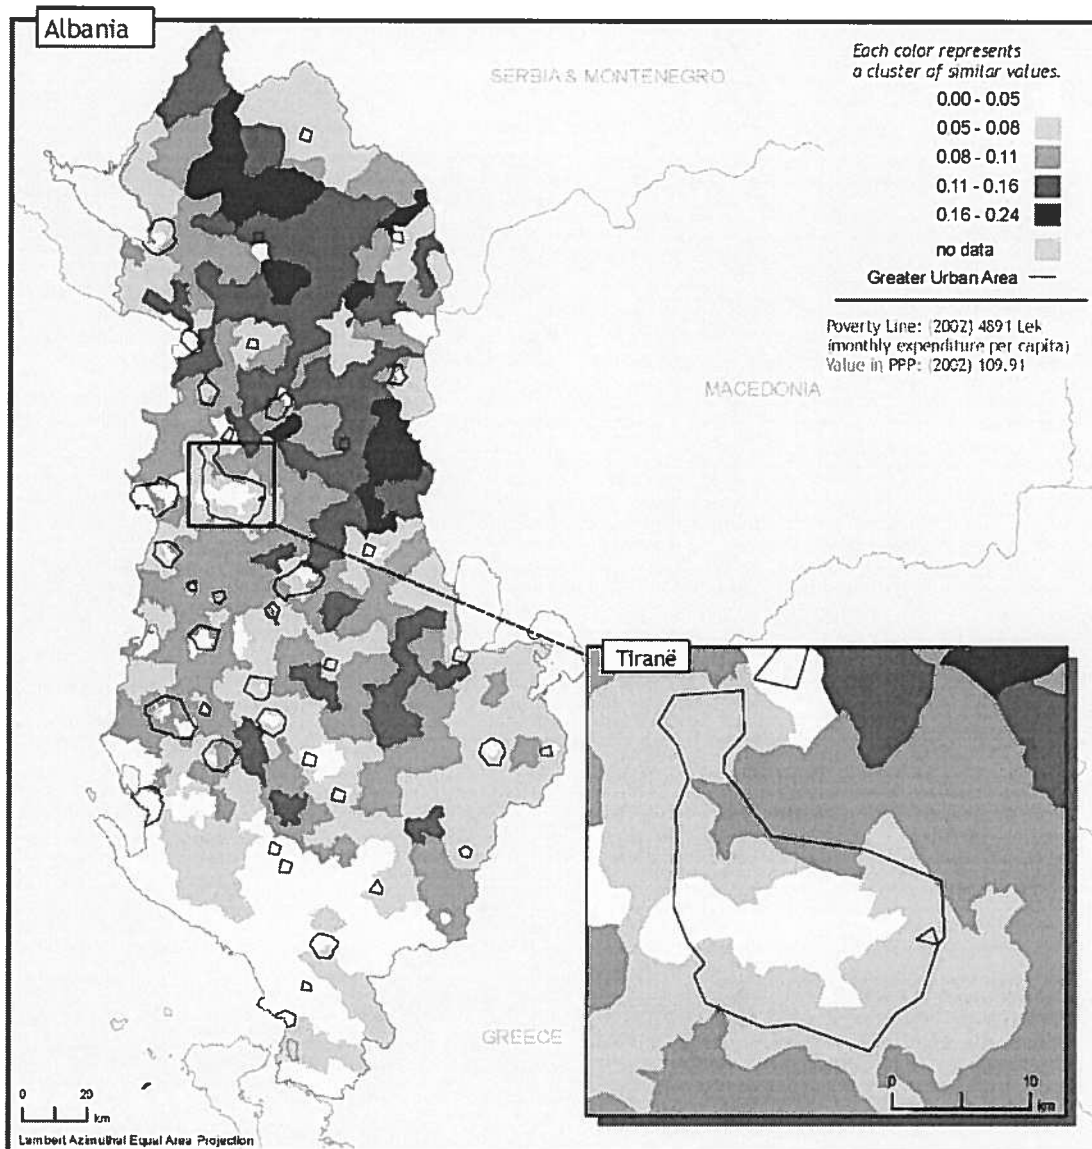 Albania
SERBIA & MONTENEGRO
Each color represents
a cluster of similar values.
0.00 - 0.05
0.05 - 0.08
0.08 - 0.11
0.11 - 0.16
0.16 - 0.24
no data
Greater Urban Area
Poverty Line: (2002) 4891 Lek
(monthly expenditure per capita)
Value in PPP: (2002) 109.91
MACEDONIA
Tiranë
GREECE
0 10
km
0 20
km
Lambert Azimuthal Equal Area Projection